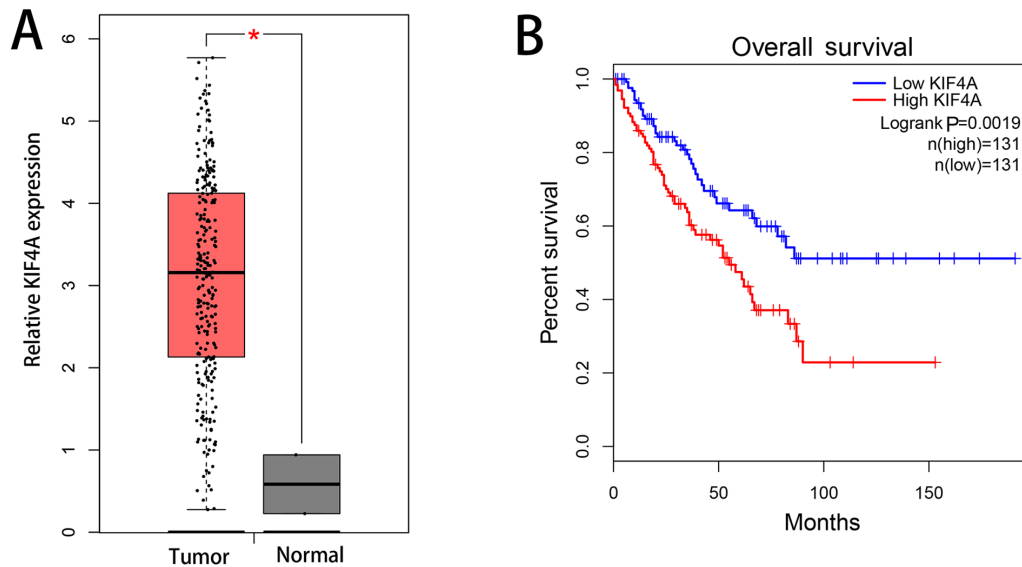 A
Relative KIF4A expression
6
5
4
3
2
1
0
*
Tumor
Normal
B
Overall survival
Percent survival
1.0
0.8
0.6
0.4
0.2
0.0
Low KIF4A
High KIF4A
Logrank P=0.0019
n(high)=131
n(low)=131
0 50 100 150
Months